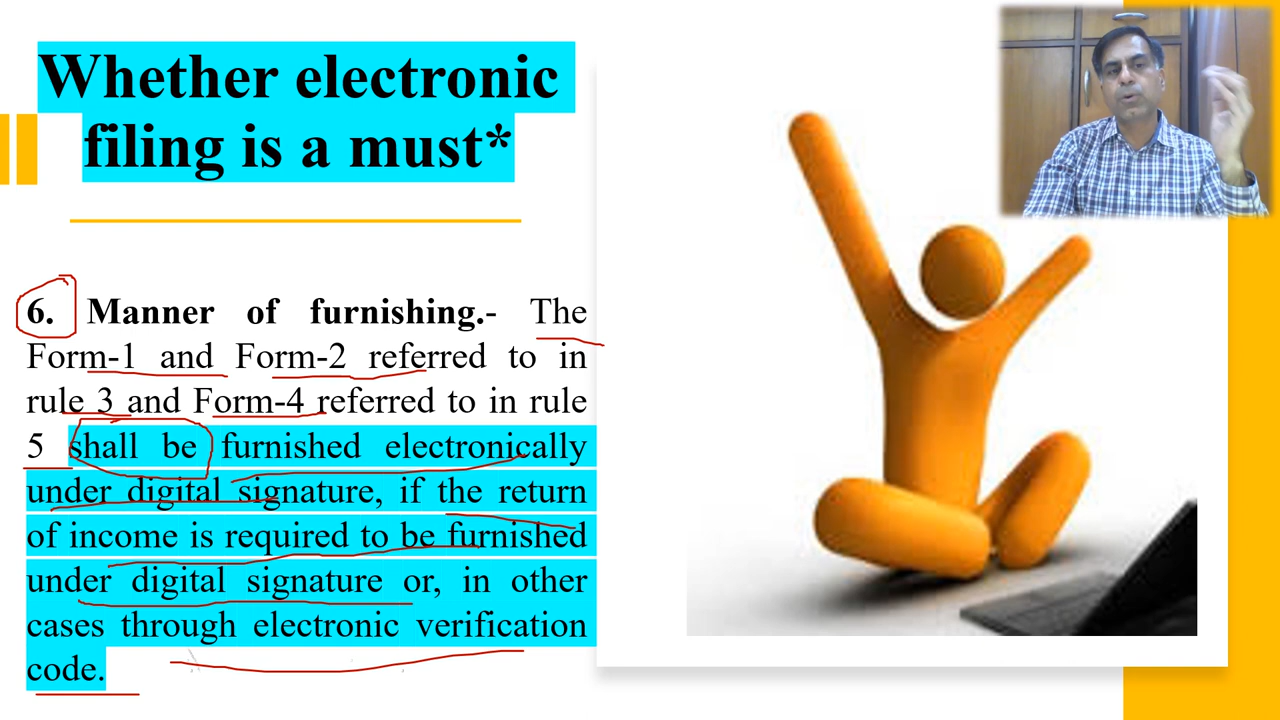 Whether electronic
filing is a must*
6. Manner of furnishing.- The
Form-1 and Form-2 referred to in
rule 3 and Form-4 referred to in rule
5 shall be furnished electronically
under digital signature, if the return
of income is required to be furnished
under digital signature or, in other
cases through electronic verification
code.